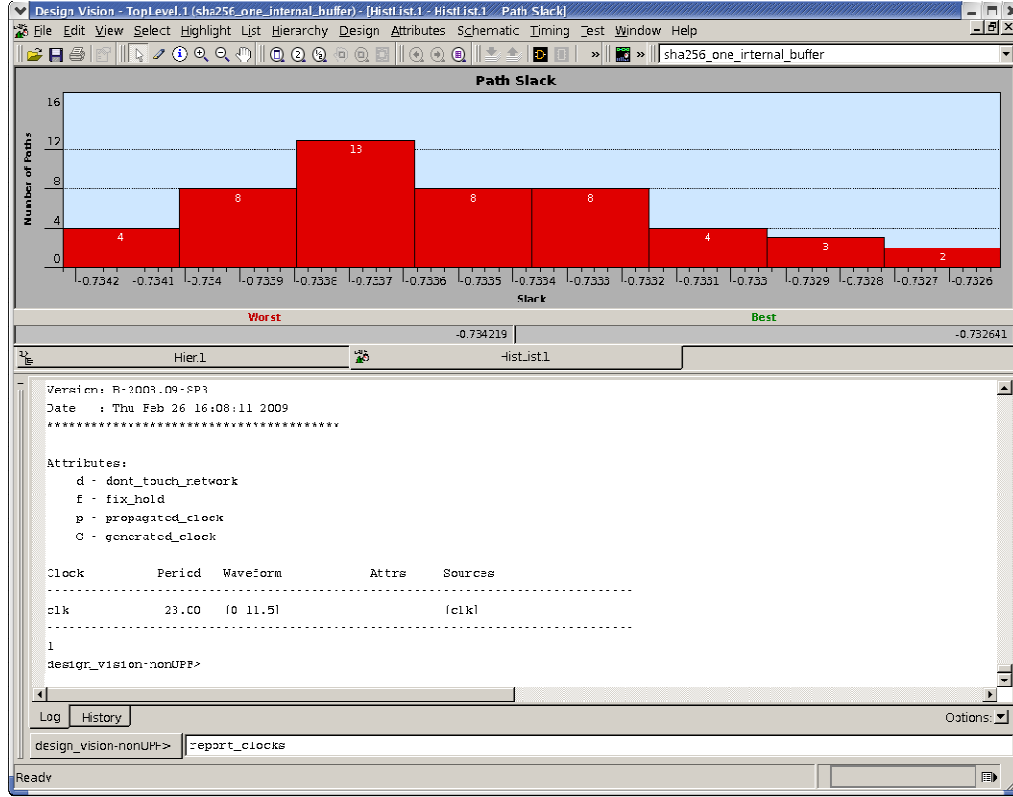 Design Vision - TopLevel.1 (sha256_one_internal_buffer) - [HistList.1 - HistList.1 Path Slack]
File Edit View Select Highlight List Hierarchy Design Attributes Schematic Timing Test Window Help
» » sha256_one_internal_buffer
Path Slack
Number of Paths
16
12
8
4
0
4 8 13 8 8 4 3 2
-0.7342 -0.7341 -0.734 -0.7339 -0.7338 -0.7337 -0.7336 -0.7335 -0.7334 -0.7333 -0.7332 -0.7331 -0.733 -0.7329 -0.7328 -0.7327 -0.7326
Slack
Worst Best
-0.734219 -0.732641
Hier.1 HistList.1
Version: B-2008.09-SP3
Date : Thu Feb 26 16:08:11 2009
****************************************
Attributes:
d - dont_touch_network
f - fix_hold
p - propagated_clock
G - generated_clock
Clock Period Waveform Attrs Sources
--------------------------------------------------------------------------------
clk 23.00 {0 11.5} {clk}
--------------------------------------------------------------------------------
1
design_vision-nonUPF>
Log History Options:
design_vision-nonUPF> report_clocks
Ready